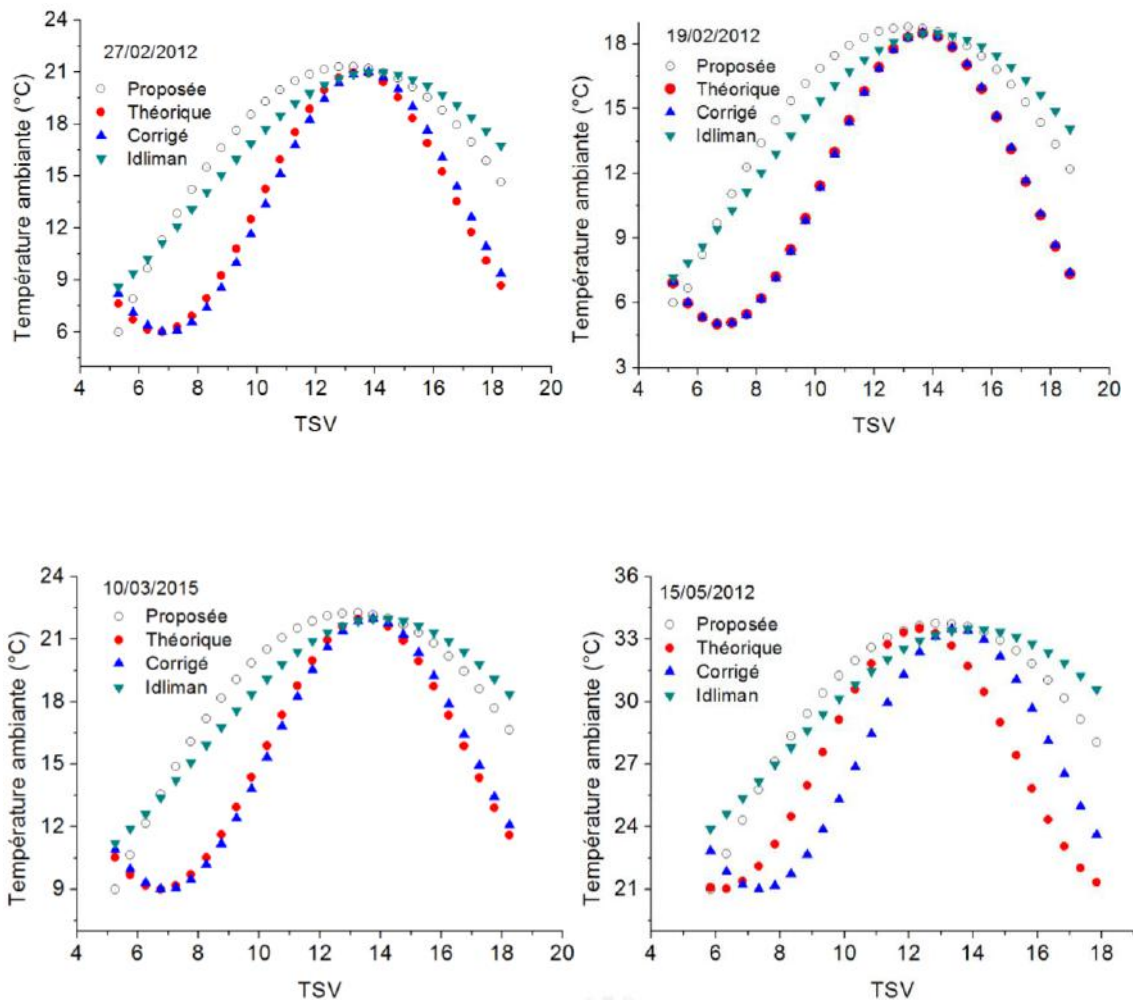 27/02/2012
Proposée
Théorique
Corrigé
Idliman
Température ambiante (°C)
24
21
18
15
12
9
6
4 6 8 10 12 14 16 18 20
TSV
19/02/2012
Proposée
Théorique
Corrigé
Idliman
Température ambiante (°C)
18
15
12
9
6
3
4 6 8 10 12 14 16 18 20
TSV
10/03/2015
Proposée
Théorique
Corrigé
Idliman
Température ambiante (°C)
24
21
18
15
12
9
4 6 8 10 12 14 16 18 20
TSV
15/05/2012
Proposée
Théorique
Corrigé
Idliman
Température ambiante (°C)
36
33
30
27
24
21
4 6 8 10 12 14 16 18
TSV